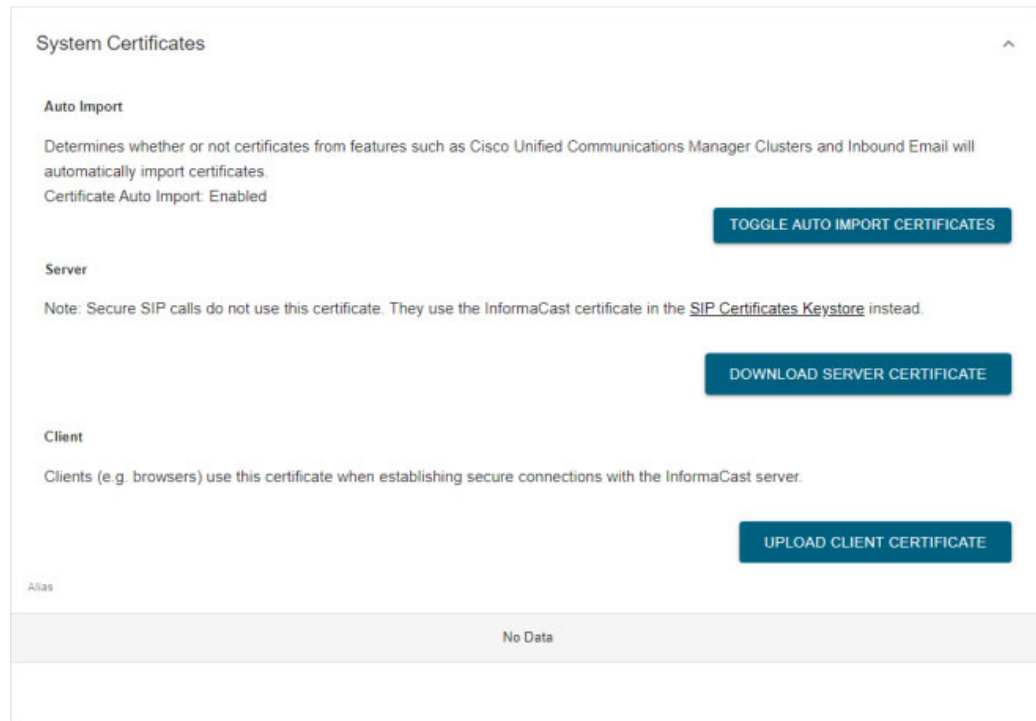 System Certificates
Auto Import
Determines whether or not certificates from features such as Cisco Unified Communications Manager Clusters and Inbound Email will
automatically import certificates.
Certificate Auto Import: Enabled
TOGGLE AUTO IMPORT CERTIFICATES
Server
Note: Secure SIP calls do not use this certificate. They use the InformaCast certificate in the SIP Certificates Keystore instead.
DOWNLOAD SERVER CERTIFICATE
Client
Clients (e.g. browsers) use this certificate when establishing secure connections with the InformaCast server.
UPLOAD CLIENT CERTIFICATE
Alias
No Data